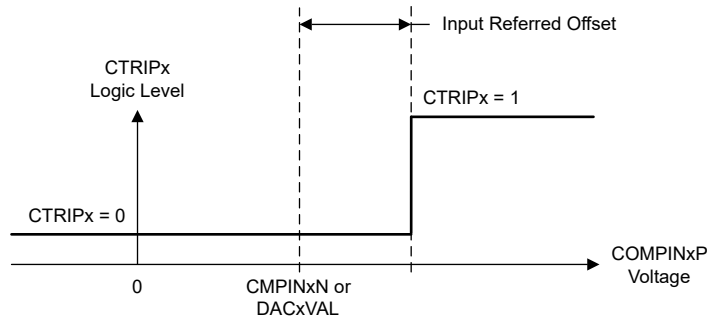 Input Referred Offset
CTRIPx
Logic Level
CTRIPx = 1
CTRIPx = 0
COMPINxP
Voltage
0
CMPINxN or
DACxVAL